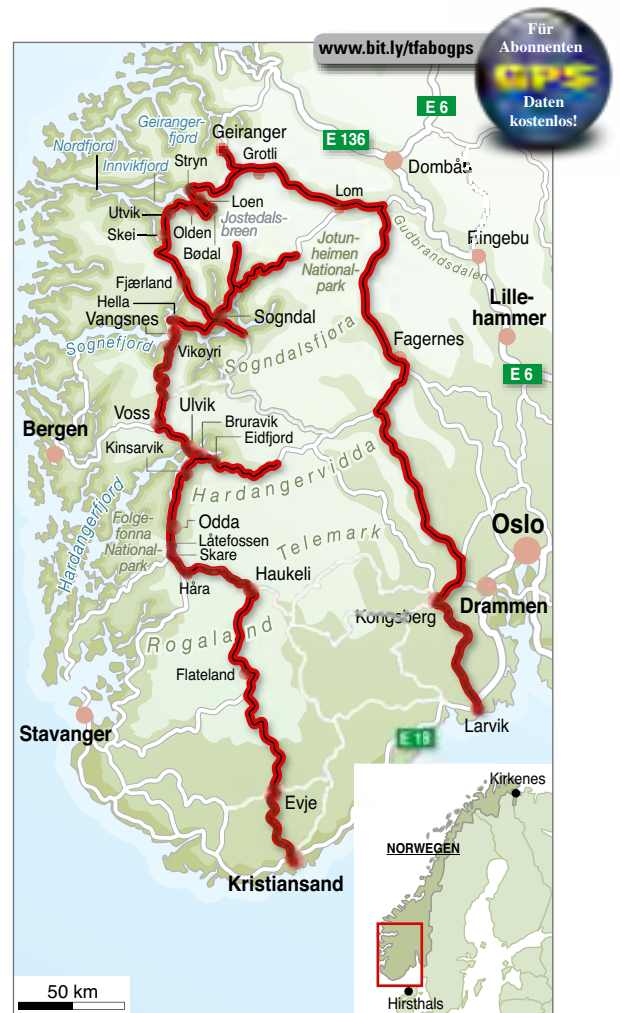 www.bit.ly/tfabogps
Für
Abonnenten
GPS
Daten
kostenlos!
E 6
Geiranger-
fjord
Geiranger
E 136
Nordfjord
Innvikfjord
Stryn
Grotli
Dombås
Lom
Loen
Utvik
Jostedals-
breen
Skei
Olden
Bødal
Jotun-
heimen
National-
park
Gudbrandsdalen
Ringebu
Fjærland
Hella
Vangsnes
Sogndal
Lille-
hammer
Sognefjord
Vikøyri
Sogndalsfjøra
Fagernes
E 6
Voss
Ulvik
Bruravik
Eidfjord
Bergen
Kinsarvik
Hardangervidda
Hardangerfjord
Folge-
fonna
National-
park
Odda
Låtefossen
Skare
Telemark
Oslo
Håra
Haukeli
Drammen
Kongsberg
Rogaland
Flateland
Stavanger
Larvik
E 18
Evje
Kristiansand
Kirkenes
NORWEGEN
Hirsthals
50 km